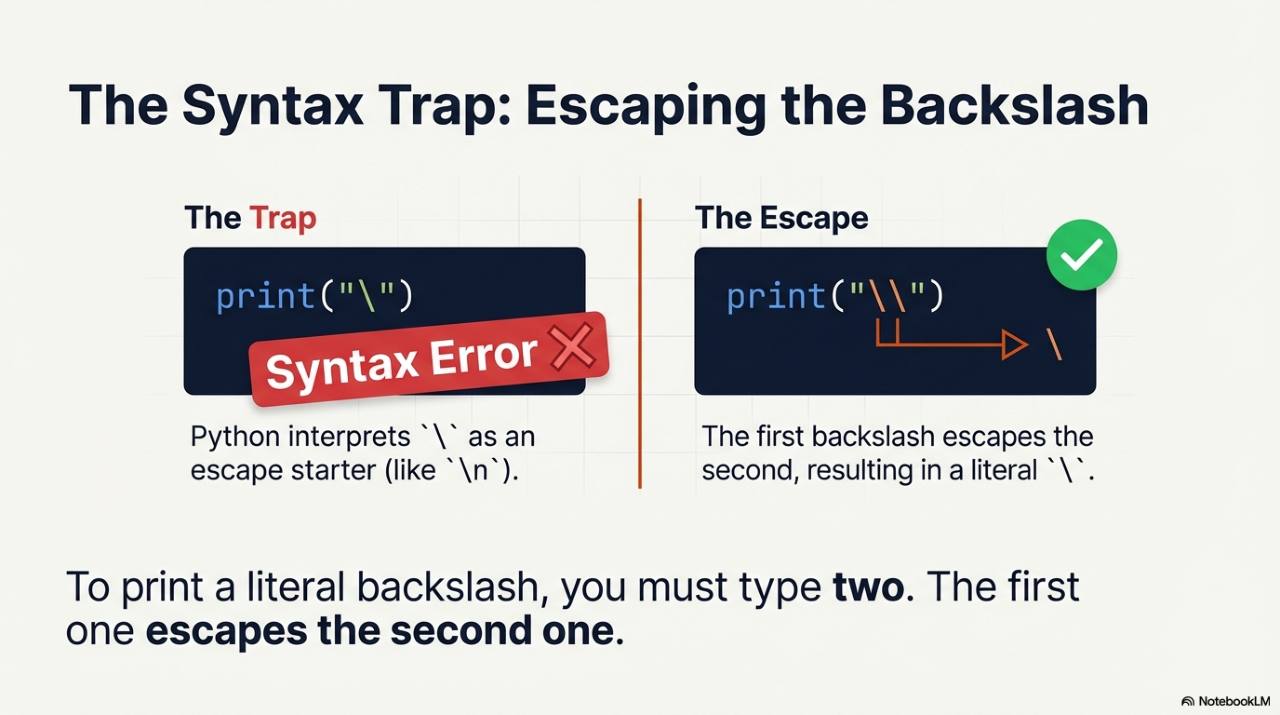 The Syntax Trap: Escaping the Backslash
The Trap
print("\")
Syntax Error
Python interprets `\` as an
escape starter (like `\n`).
The Escape
print("\\")
\
The first backslash escapes the
second, resulting in a literal `\`.
To print a literal backslash, you must type two. The first
one escapes the second one.
NotebookLM